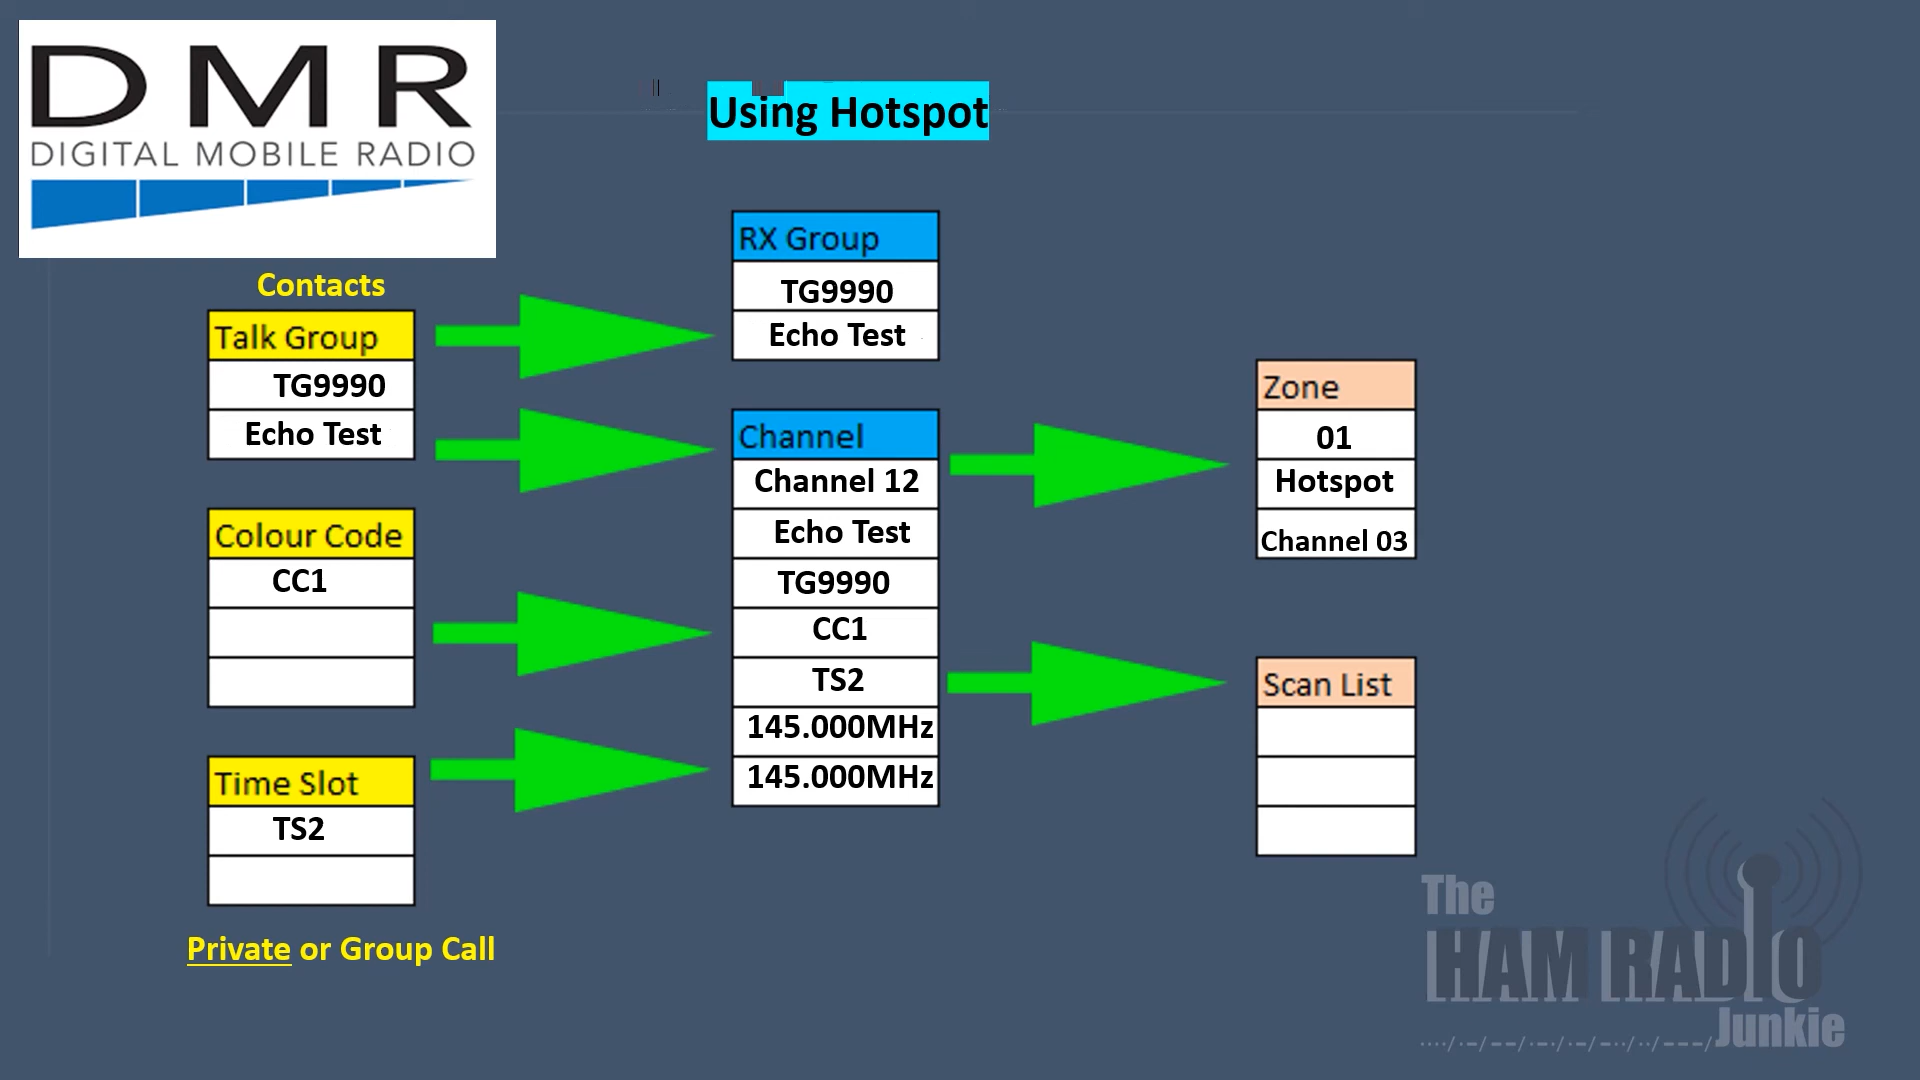 DMR
DIGITAL MOBILE RADIO
Using Hotspot
Contacts
Talk Group
TG9990
Echo Test
Colour Code
CC1
Time Slot
TS2
Private or Group Call
RX Group
TG9990
Echo Test
Channel
Channel 12
Echo Test
TG9990
CC1
TS2
145.000MHz
145.000MHz
Zone
01
Hotspot
Channel 03
Scan List
The
HAM RADIO
Junkie